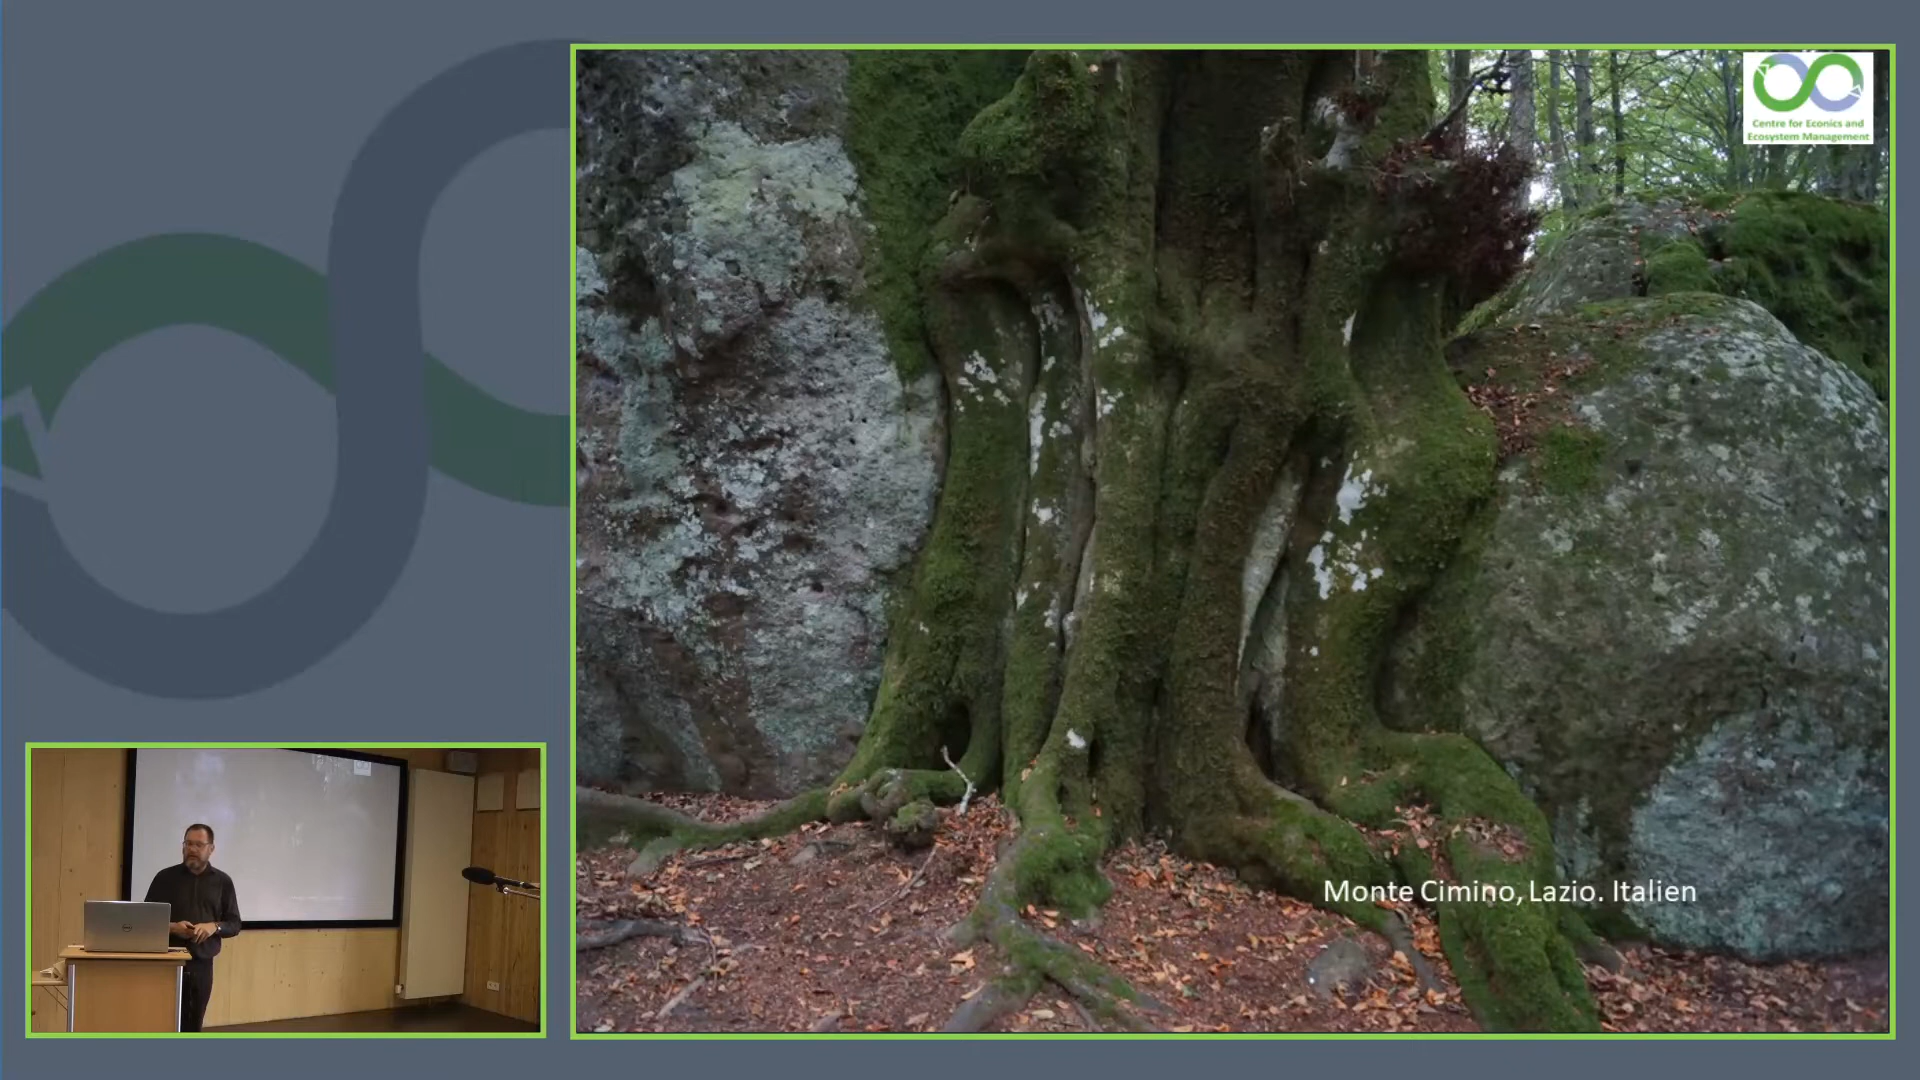 Centre for Econics and
Ecosystem Management
Monte Cimino, Lazio. Italien